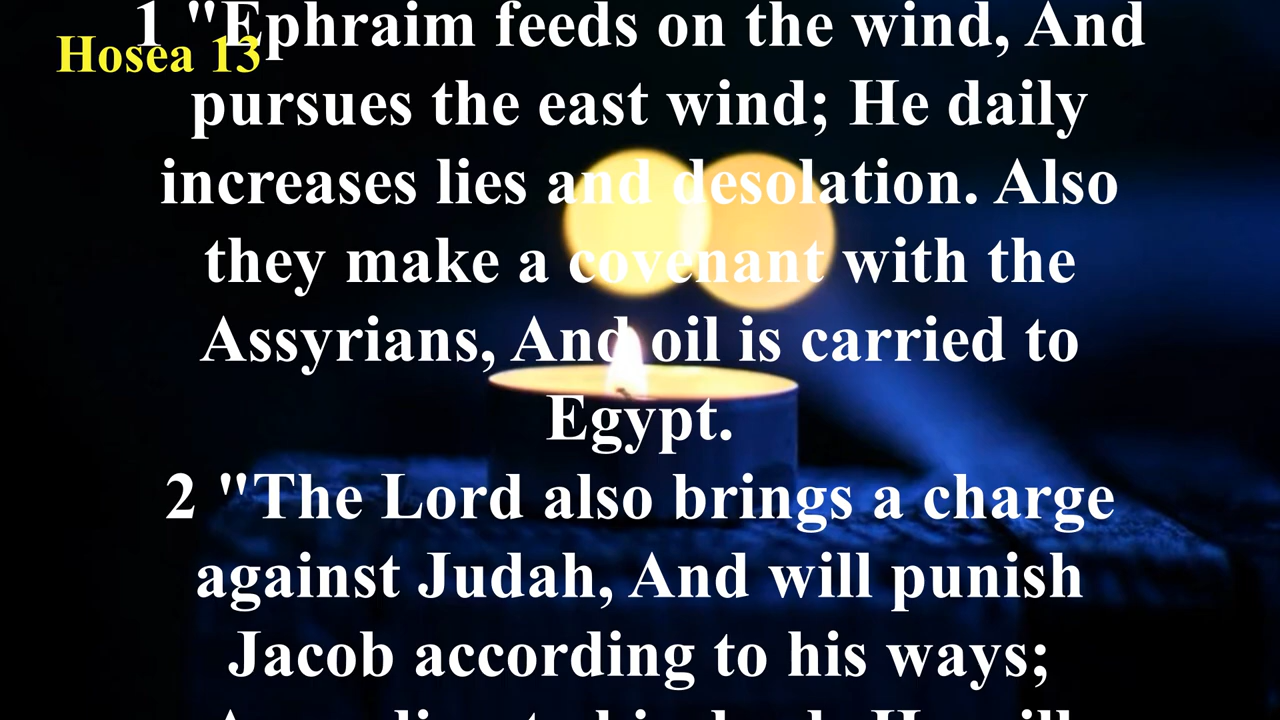 Hosea 13
1 "Ephraim feeds on the wind, And
pursues the east wind; He daily
increases lies and desolation. Also
they make a covenant with the
Assyrians, And oil is carried to
Egypt.
2 "The Lord also brings a charge
against Judah, And will punish
Jacob according to his ways;